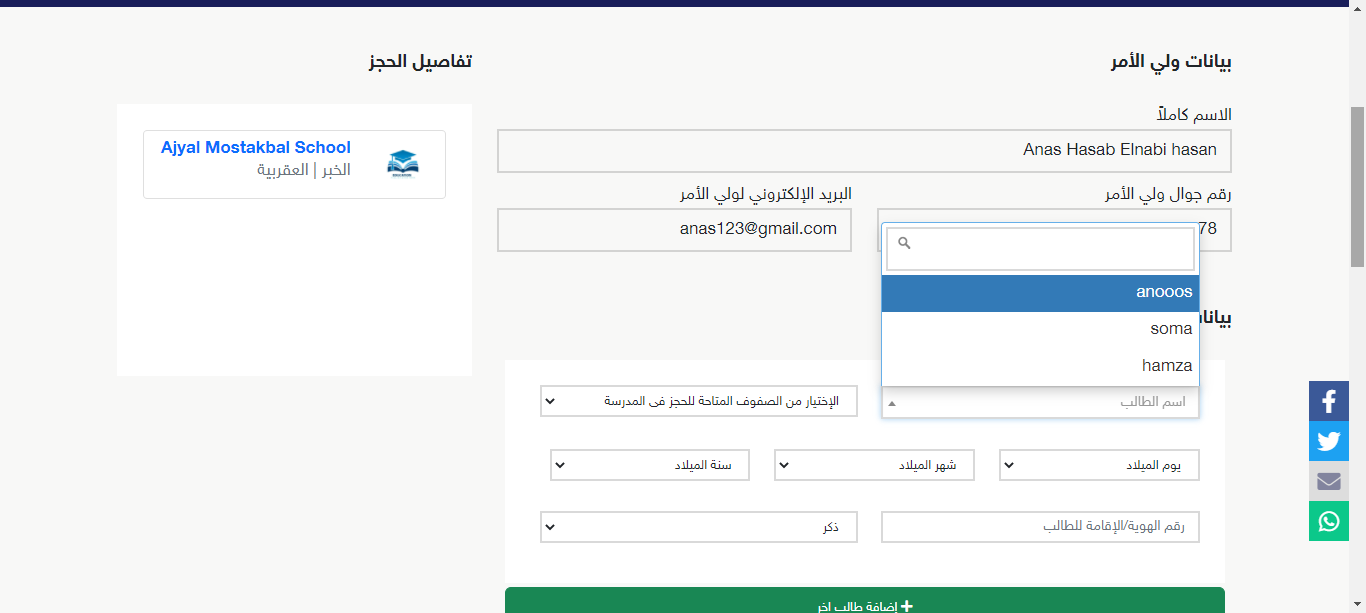 بيانات ولي الأمر
الاسم كاملاً
Anas Hasab Elnabi hasan
رقم جوال ولي الأمر
78
البريد الإلكتروني لولي الأمر
anas123@gmail.com
anooos
soma
hamza
اسم الطالب
الإختيار من الصفوف المتاحة للحجز فى المدرسة
يوم الميلاد
شهر الميلاد
سنة الميلاد
رقم الهوية/الإقامة للطالب
ذكر
إضافة طالب اخر
تفاصيل الحجز
Ajyal Mostakbal School
الخبر | العقربية